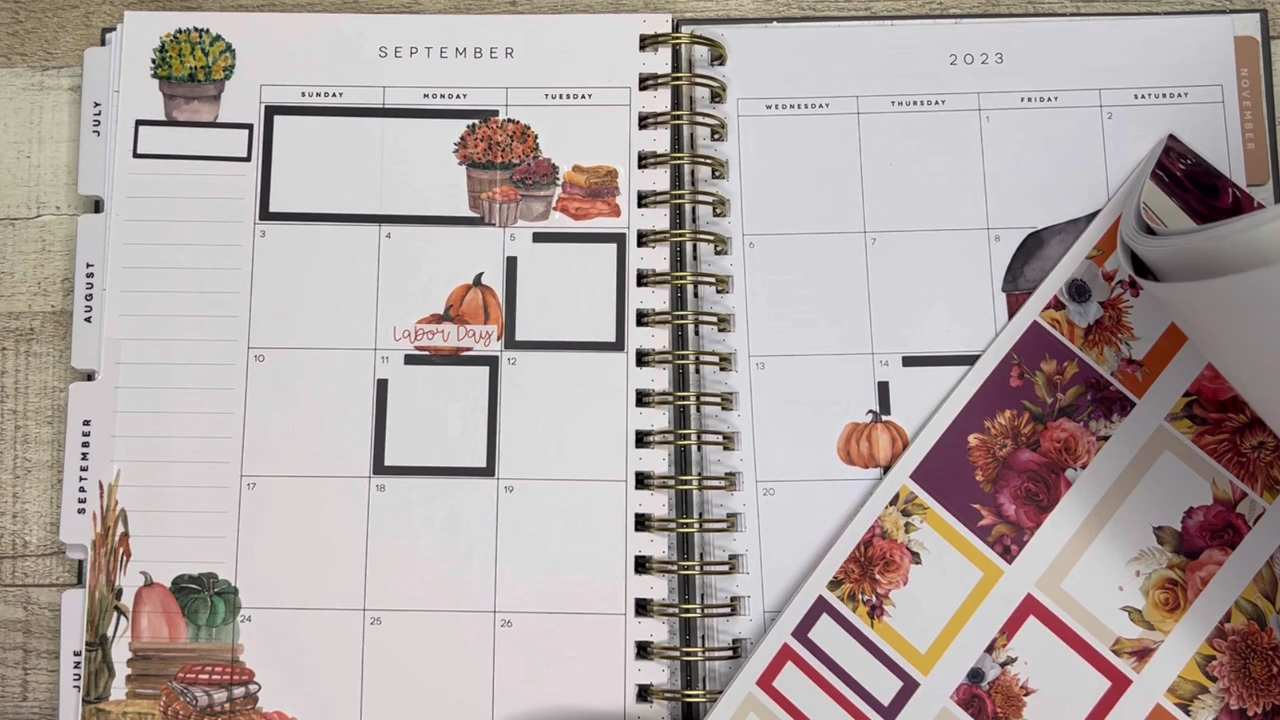 SEPTEMBER
2023
SUNDAY MONDAY TUESDAY
WEDNESDAY THURSDAY FRIDAY SATURDAY
1 2
3 4 5
6 7 8
Labor Day
10 11 12
13 14
17 18 19
20
24 25 26
JULY
AUGUST
SEPTEMBER
JUNE
NOVEMBER